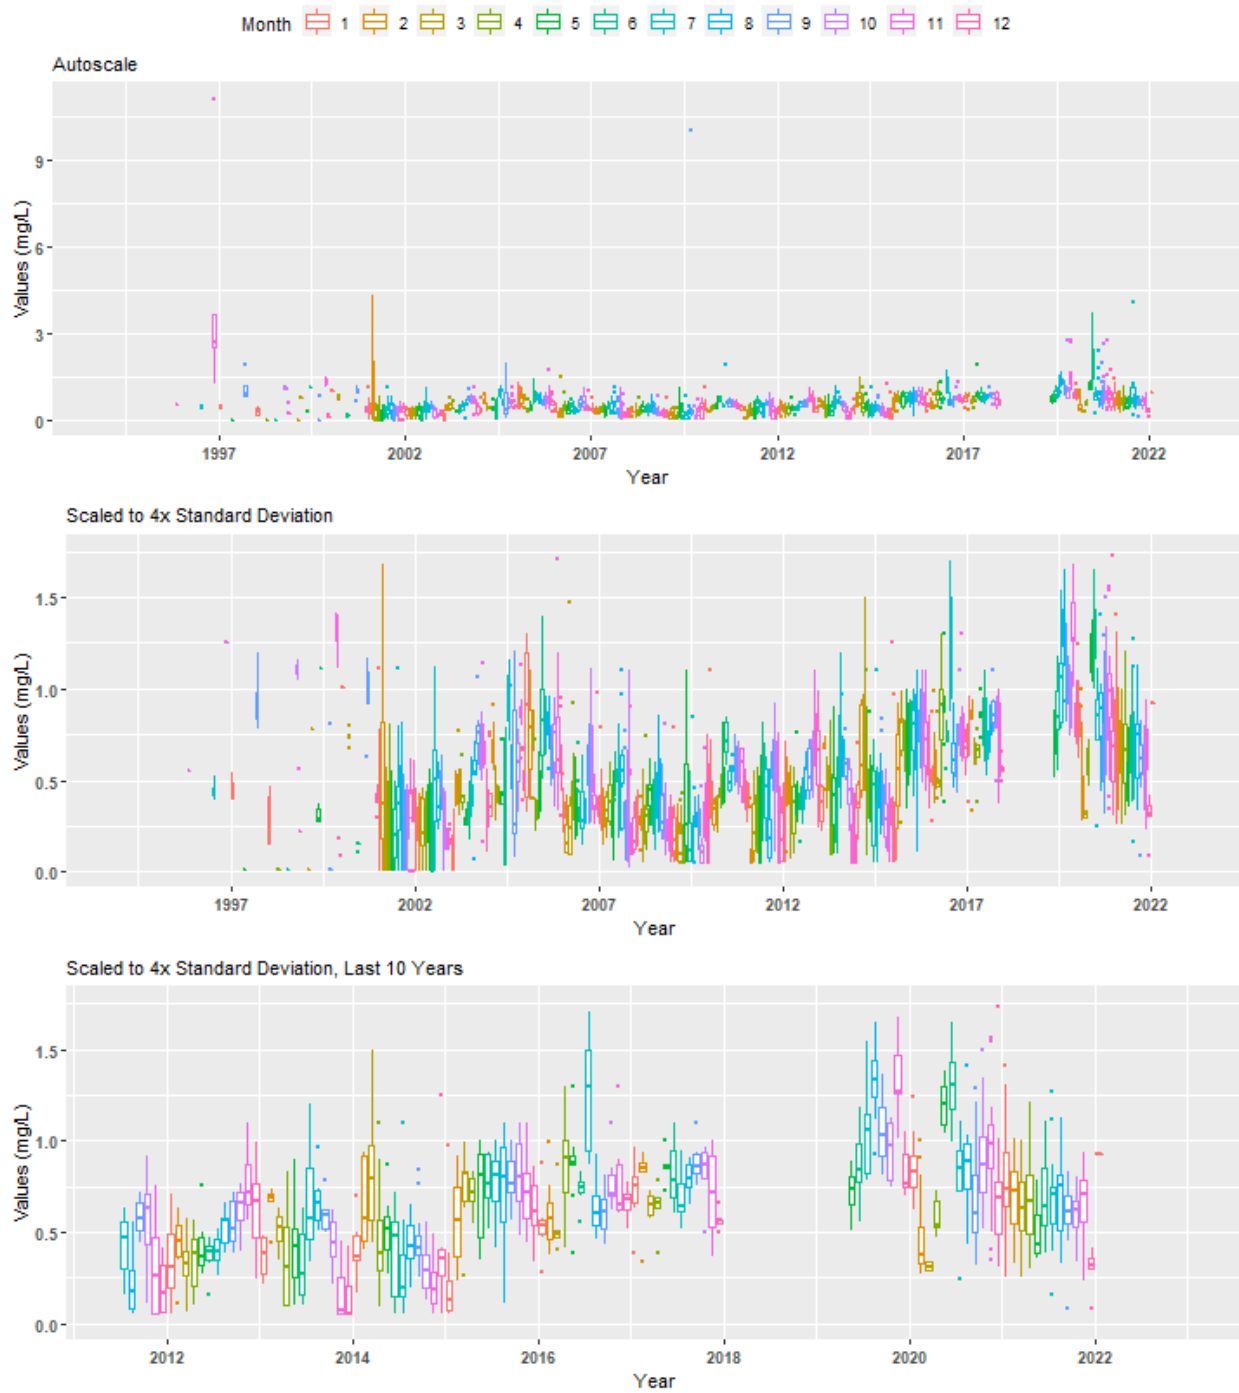 Month 1 2 3 4 5 6 7 8 9 10 11 12
Autoscale
9
6
3
0
Values (mg/L)
1997 2002 2007 2012 2017 2022
Year
Scaled to 4x Standard Deviation
1.5
1.0
0.5
0.0
Values (mg/L)
1997 2002 2007 2012 2017 2022
Year
Scaled to 4x Standard Deviation, Last 10 Years
1.5
1.0
0.5
0.0
Values (mg/L)
2012 2014 2016 2018 2020 2022
Year